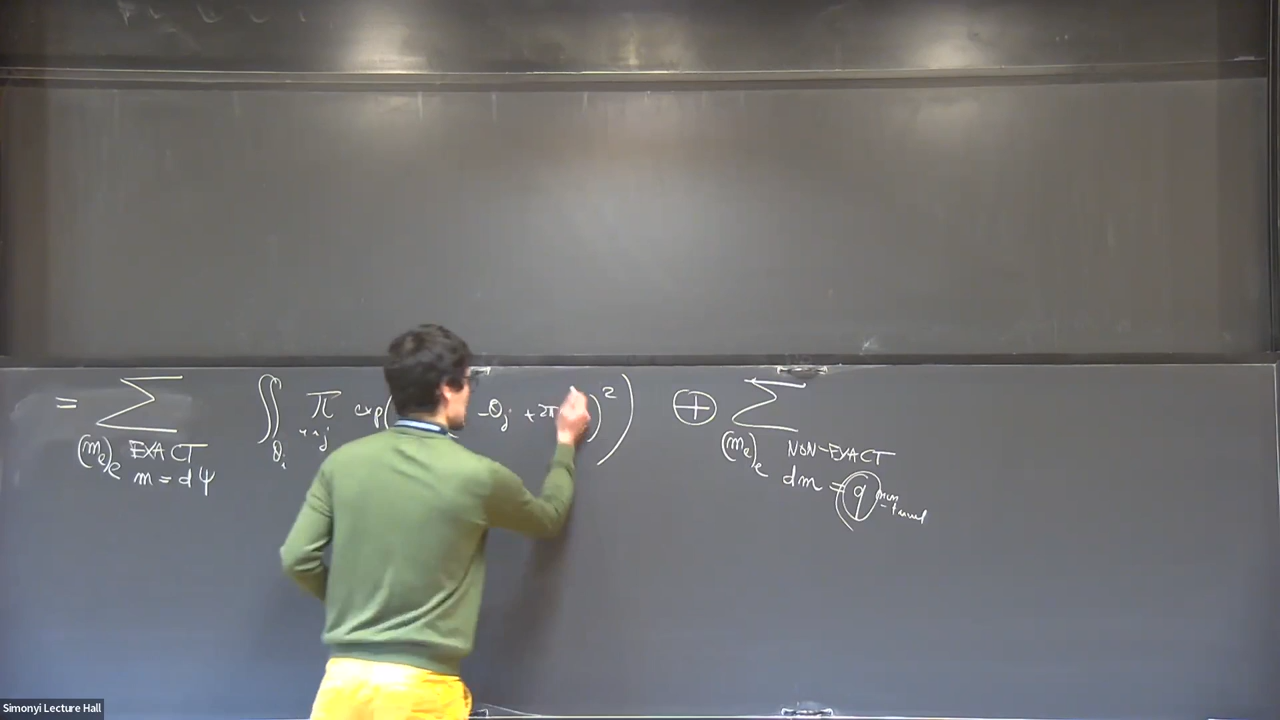 = ∑ ∬ ∏ exp( -θj + 2π )²) ⊕ ∑
(me)e EXACT θi i~j (me)e NON-EXACT
m = dψ dm = q
Simonyi Lecture Hall